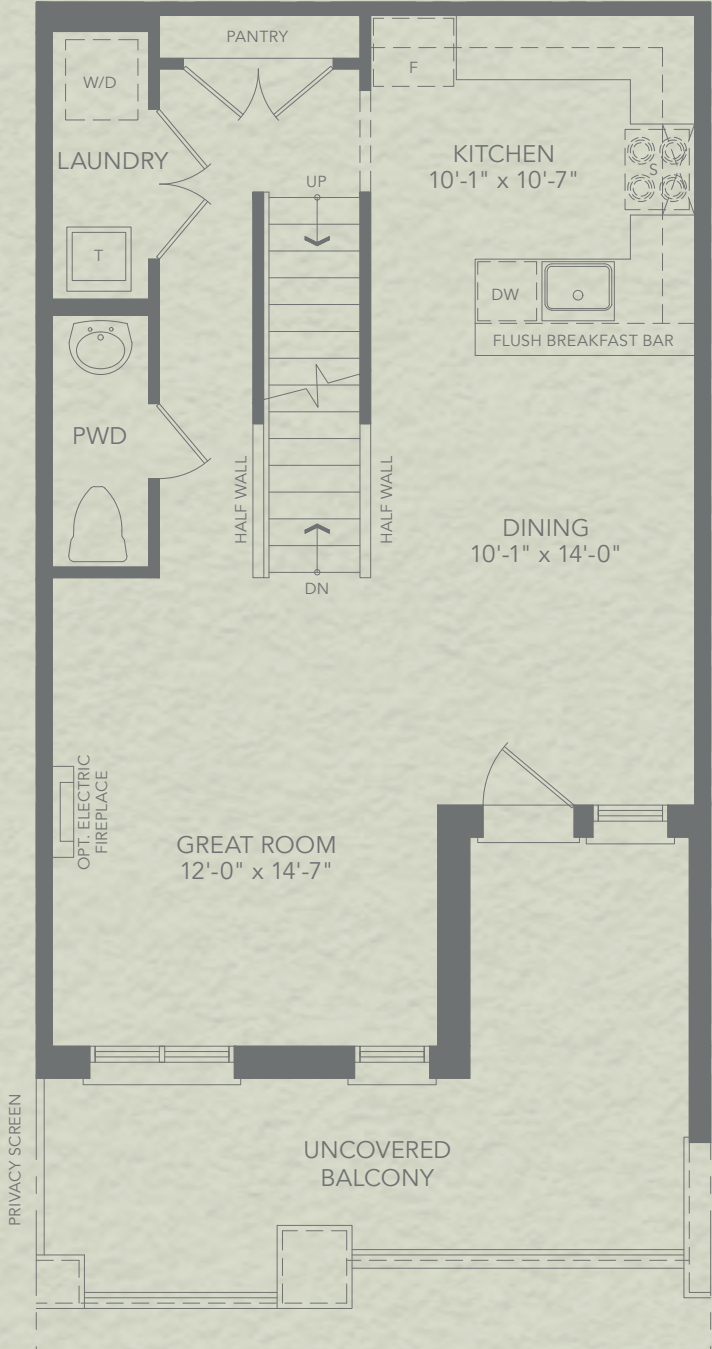 PANTRY
W/D
F
LAUNDRY
KITCHEN
10'-1" x 10'-7"
S
UP
T
DW
FLUSH BREAKFAST BAR
PWD
HALF WALL
HALF WALL
DINING
10'-1" x 14'-0"
DN
OPT. ELECTRIC
FIREPLACE
GREAT ROOM
12'-0" x 14'-7"
PRIVACY SCREEN
UNCOVERED
BALCONY